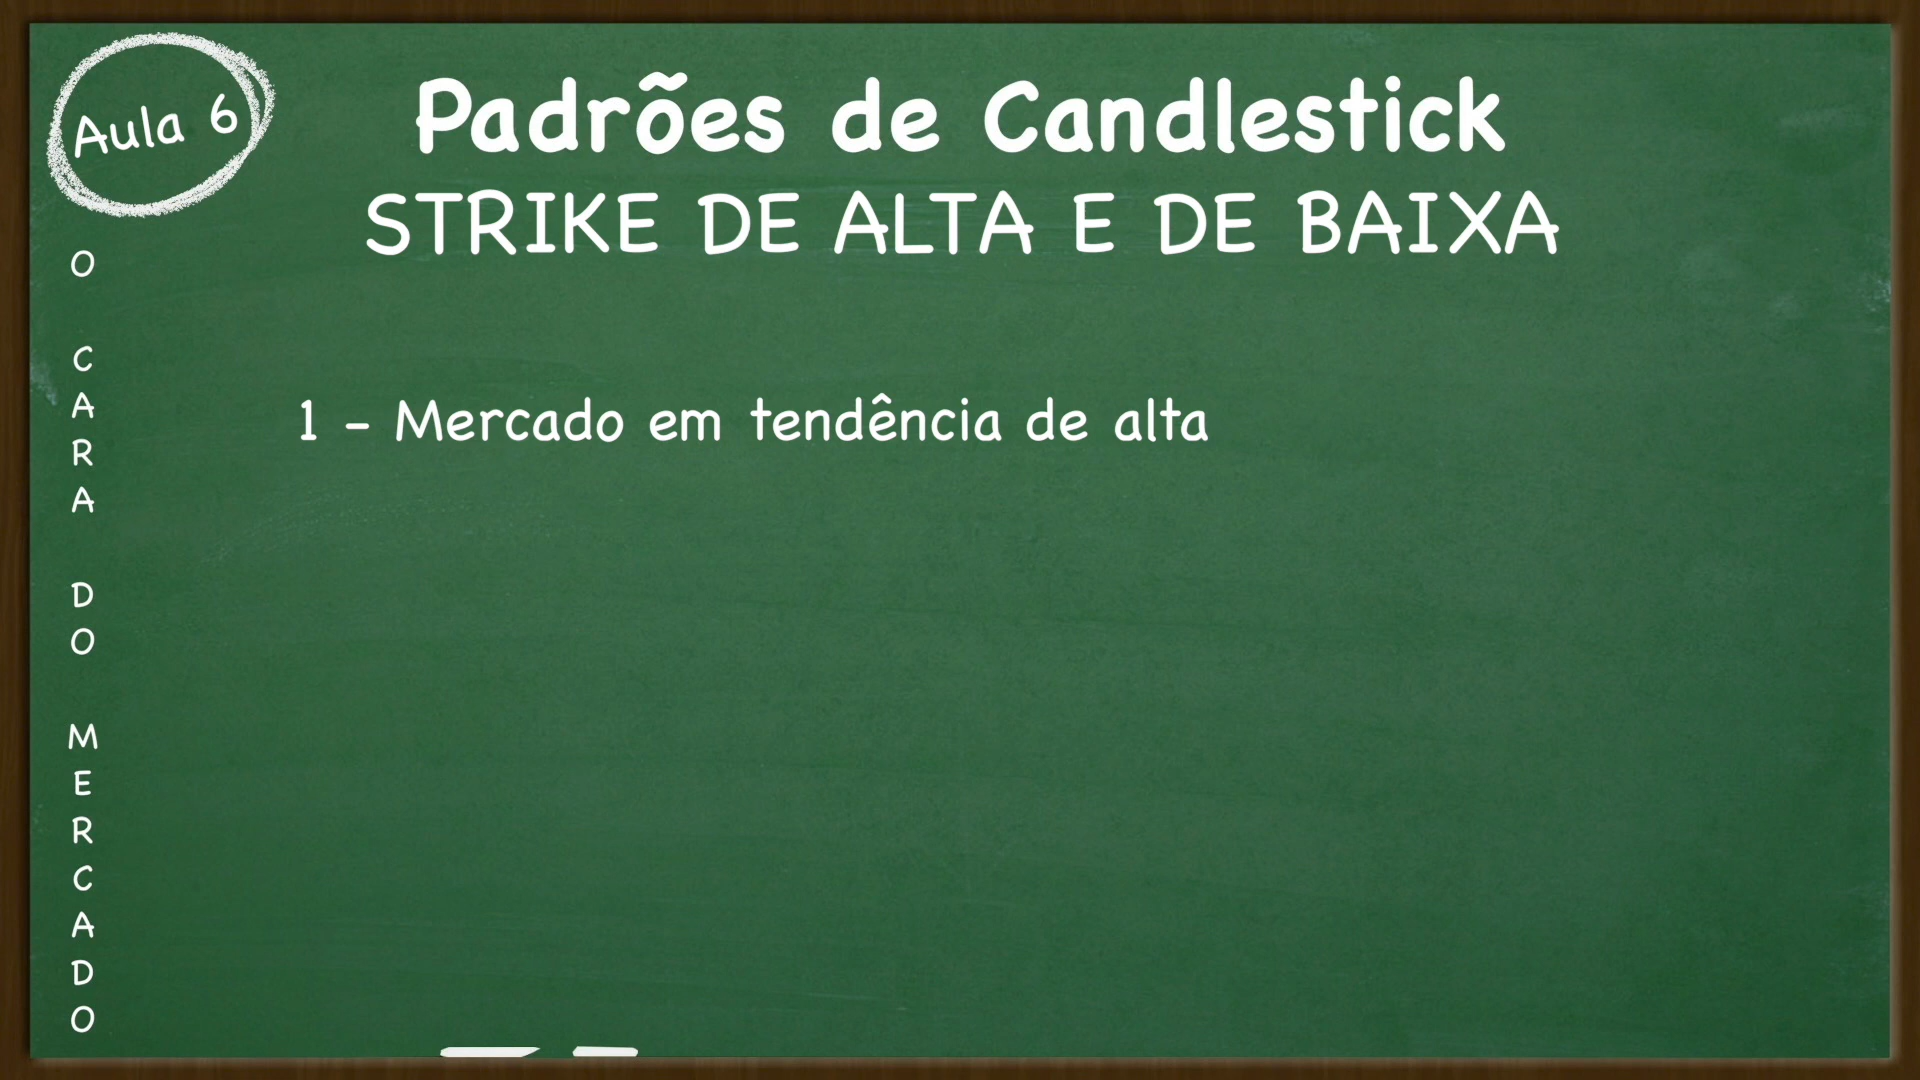 Aula 6
Padrões de Candlestick
STRIKE DE ALTA E DE BAIXA
O CARA DO MERCADO
1 - Mercado em tendência de alta